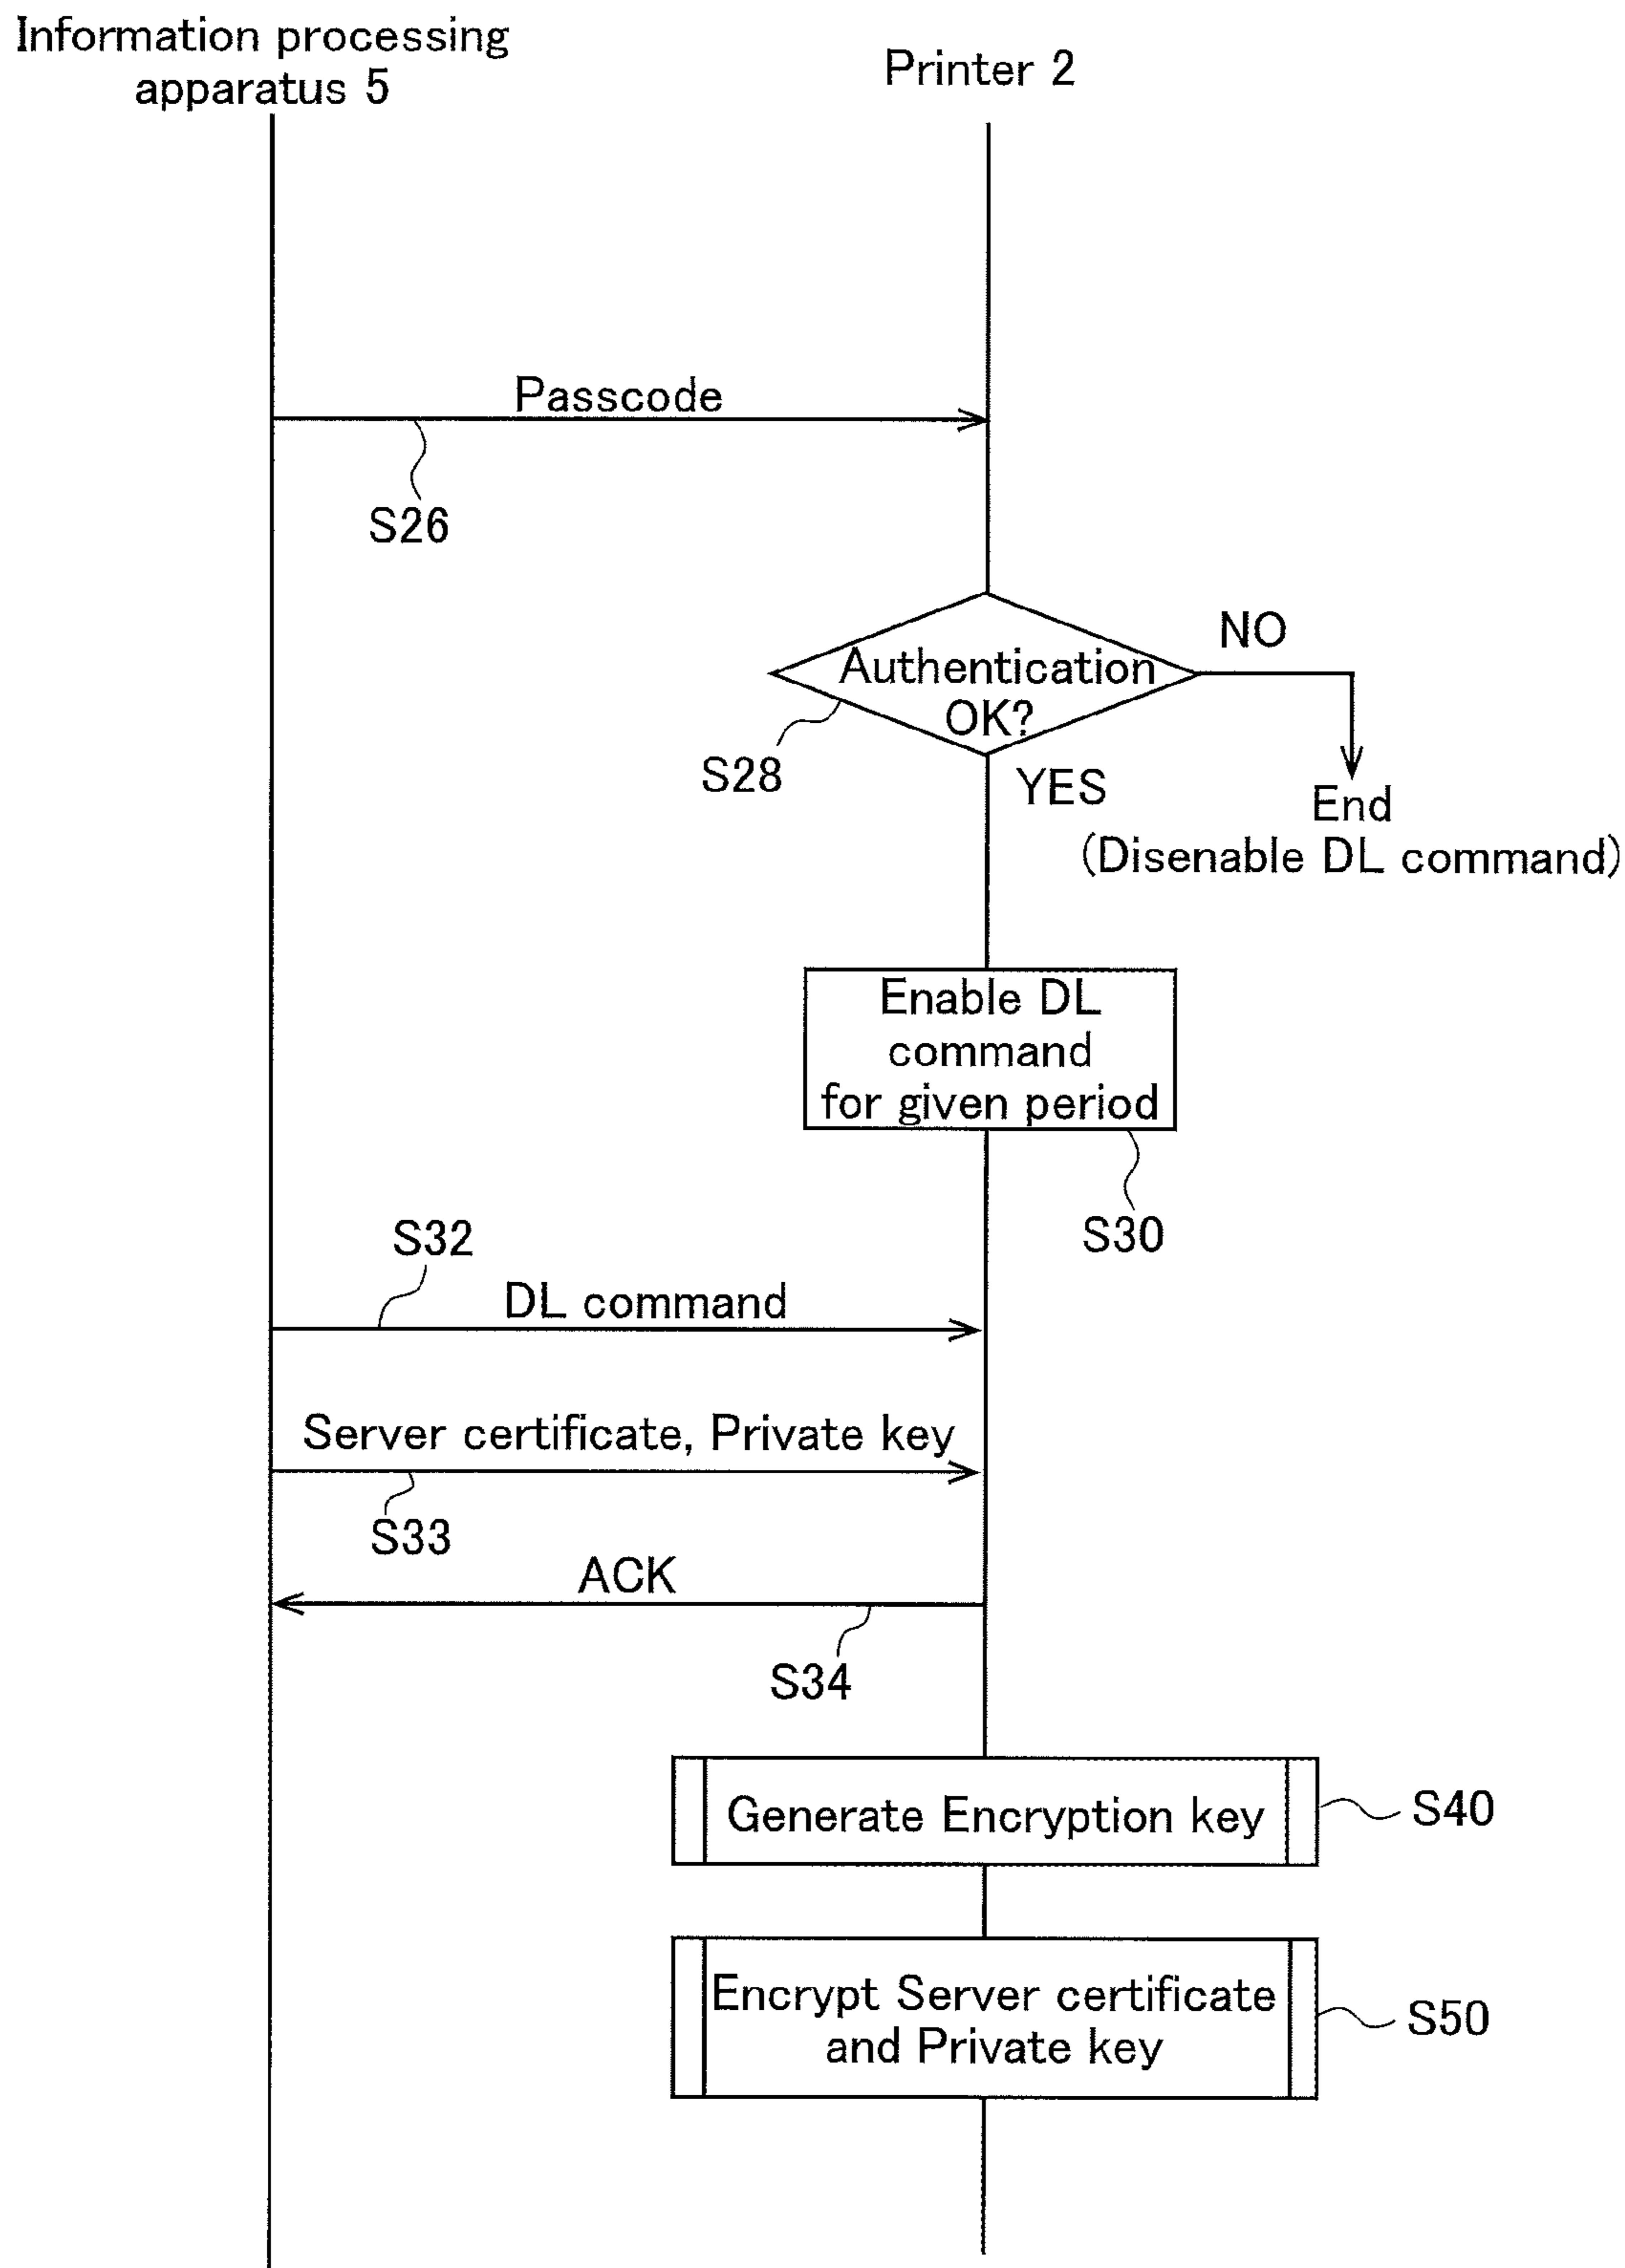 Information processing
apparatus 5
Printer 2
Passcode
S26
Authentication
OK?
NO
S28
YES
End
(Disenable DL command)
Enable DL
command
for given period
S30
S32
DL command
Server certificate, Private key
S33
ACK
S34
Generate Encryption key
S40
Encrypt Server certificate
and Private key
S50